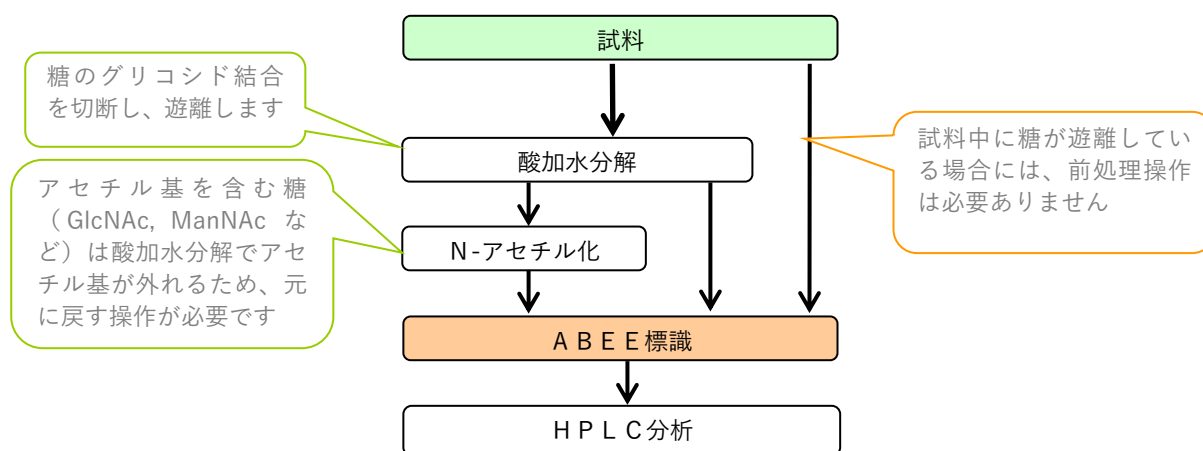 試料
糖のグリコシド結合
を切断し、遊離します
試料中に糖が遊離してい
る場合には、前処理操作
は必要ありません
酸加水分解
アセチル基を含む糖
（GlcNAc, ManNAc な
ど）は酸加水分解でアセ
チル基が外れるため、元
に戻す操作が必要です
Ｎ-アセチル化
ＡＢＥＥ標識
ＨＰＬＣ分析